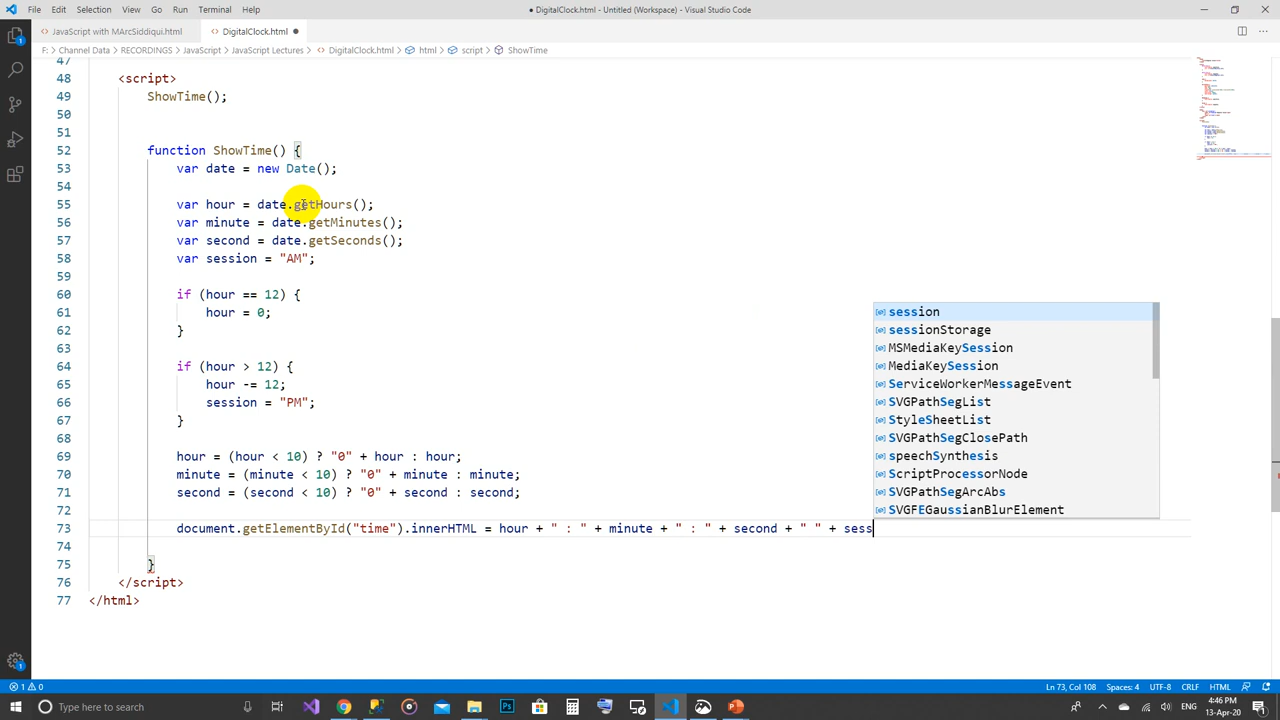 File Edit Selection View Go Run Terminal Help
● DigitalClock.html - Untitled (Workspace) - Visual Studio Code
JavaScript with MArcSiddiqui.html
DigitalClock.html ●
F: > Channel Data > RECORDINGS > JavaScript > JavaScript Lectures > DigitalClock.html > html > script > ShowTime
47
48 <script>
49 ShowTime();
50
51
52 function ShowTime() {
53 var date = new Date();
54
55 var hour = date.getHours();
56 var minute = date.getMinutes();
57 var second = date.getSeconds();
58 var session = "AM";
59
60 if (hour == 12) {
61 hour = 0;
62 }
63
64 if (hour > 12) {
65 hour -= 12;
66 session = "PM";
67 }
68
69 hour = (hour < 10) ? "0" + hour : hour;
70 minute = (minute < 10) ? "0" + minute : minute;
71 second = (second < 10) ? "0" + second : second;
72
73 document.getElementById("time").innerHTML = hour + " : " + minute + " : " + second + " " + sess
74
75 }
76 </script>
77 </html>
session
sessionStorage
MSMediaKeySession
MediaKeySession
ServiceWorkerMessageEvent
SVGPathSegList
StyleSheetList
SVGPathSegClosePath
speechSynthesis
ScriptProcessorNode
SVGPathSegArcAbs
SVGFEGaussianBlurElement
1 0
Ln 73, Col 108 Spaces: 4 UTF-8 CRLF HTML
Type here to search
4:46 PM
13-Apr-20